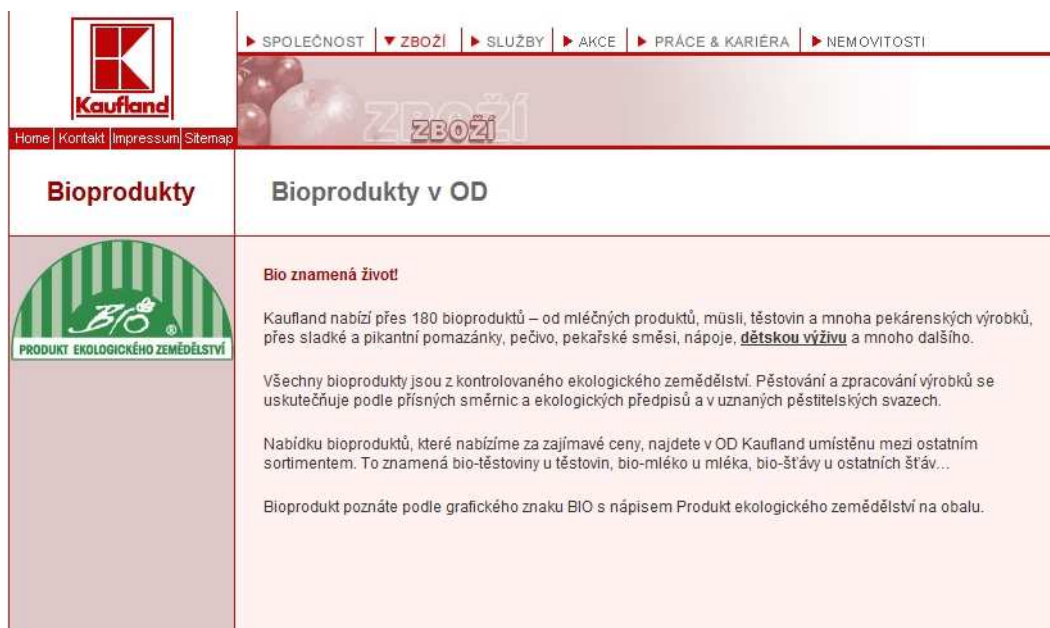 SPOLEČNOST ZBOŽÍ SLUŽBY AKCE PRÁCE & KARIÉRA NEMOVITOSTI
Kaufland
ZBOŽÍ
ZBOŽÍ
Home Kontakt Impressum Sitemap
Bioprodukty
Bioprodukty v OD
BIO ®
PRODUKT EKOLOGICKÉHO ZEMĚDĚLSTVÍ
Bio znamená život!
Kaufland nabízí přes 180 bioproduktů – od mléčných produktů, müsli, těstovin a mnoha pekárenských výrobků,
přes sladké a pikantní pomazánky, pečivo, pekařské směsi, nápoje, dětskou výživu a mnoho dalšího.
Všechny bioprodukty jsou z kontrolovaného ekologického zemědělství. Pěstování a zpracování výrobků se
uskutečňuje podle přísných směrnic a ekologických předpisů a v uznaných pěstitelských svazech.
Nabídku bioproduktů, které nabízíme za zajímavé ceny, najdete v OD Kaufland umístěnu mezi ostatním
sortimentem. To znamená bio-těstoviny u těstovin, bio-mléko u mléka, bio-šťávy u ostatních šťáv...
Bioprodukt poznáte podle grafického znaku BIO s nápisem Produkt ekologického zemědělství na obalu.